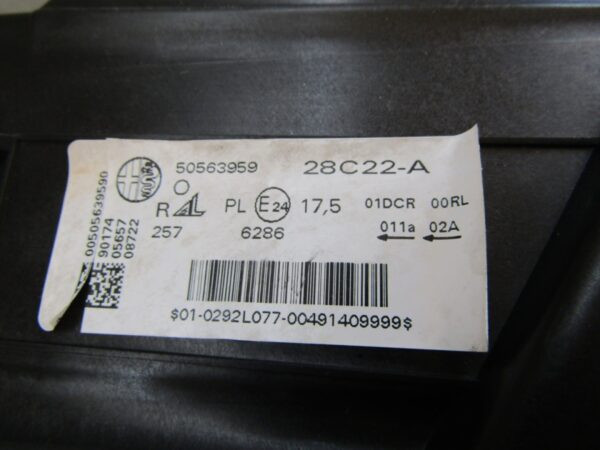 50563959 28C22-A
R AL PL E24 17,5 01DCR 00RL
257 6286 011a 02A
$01-0292L077-00491409999$
00505639590
90174
05657
08722